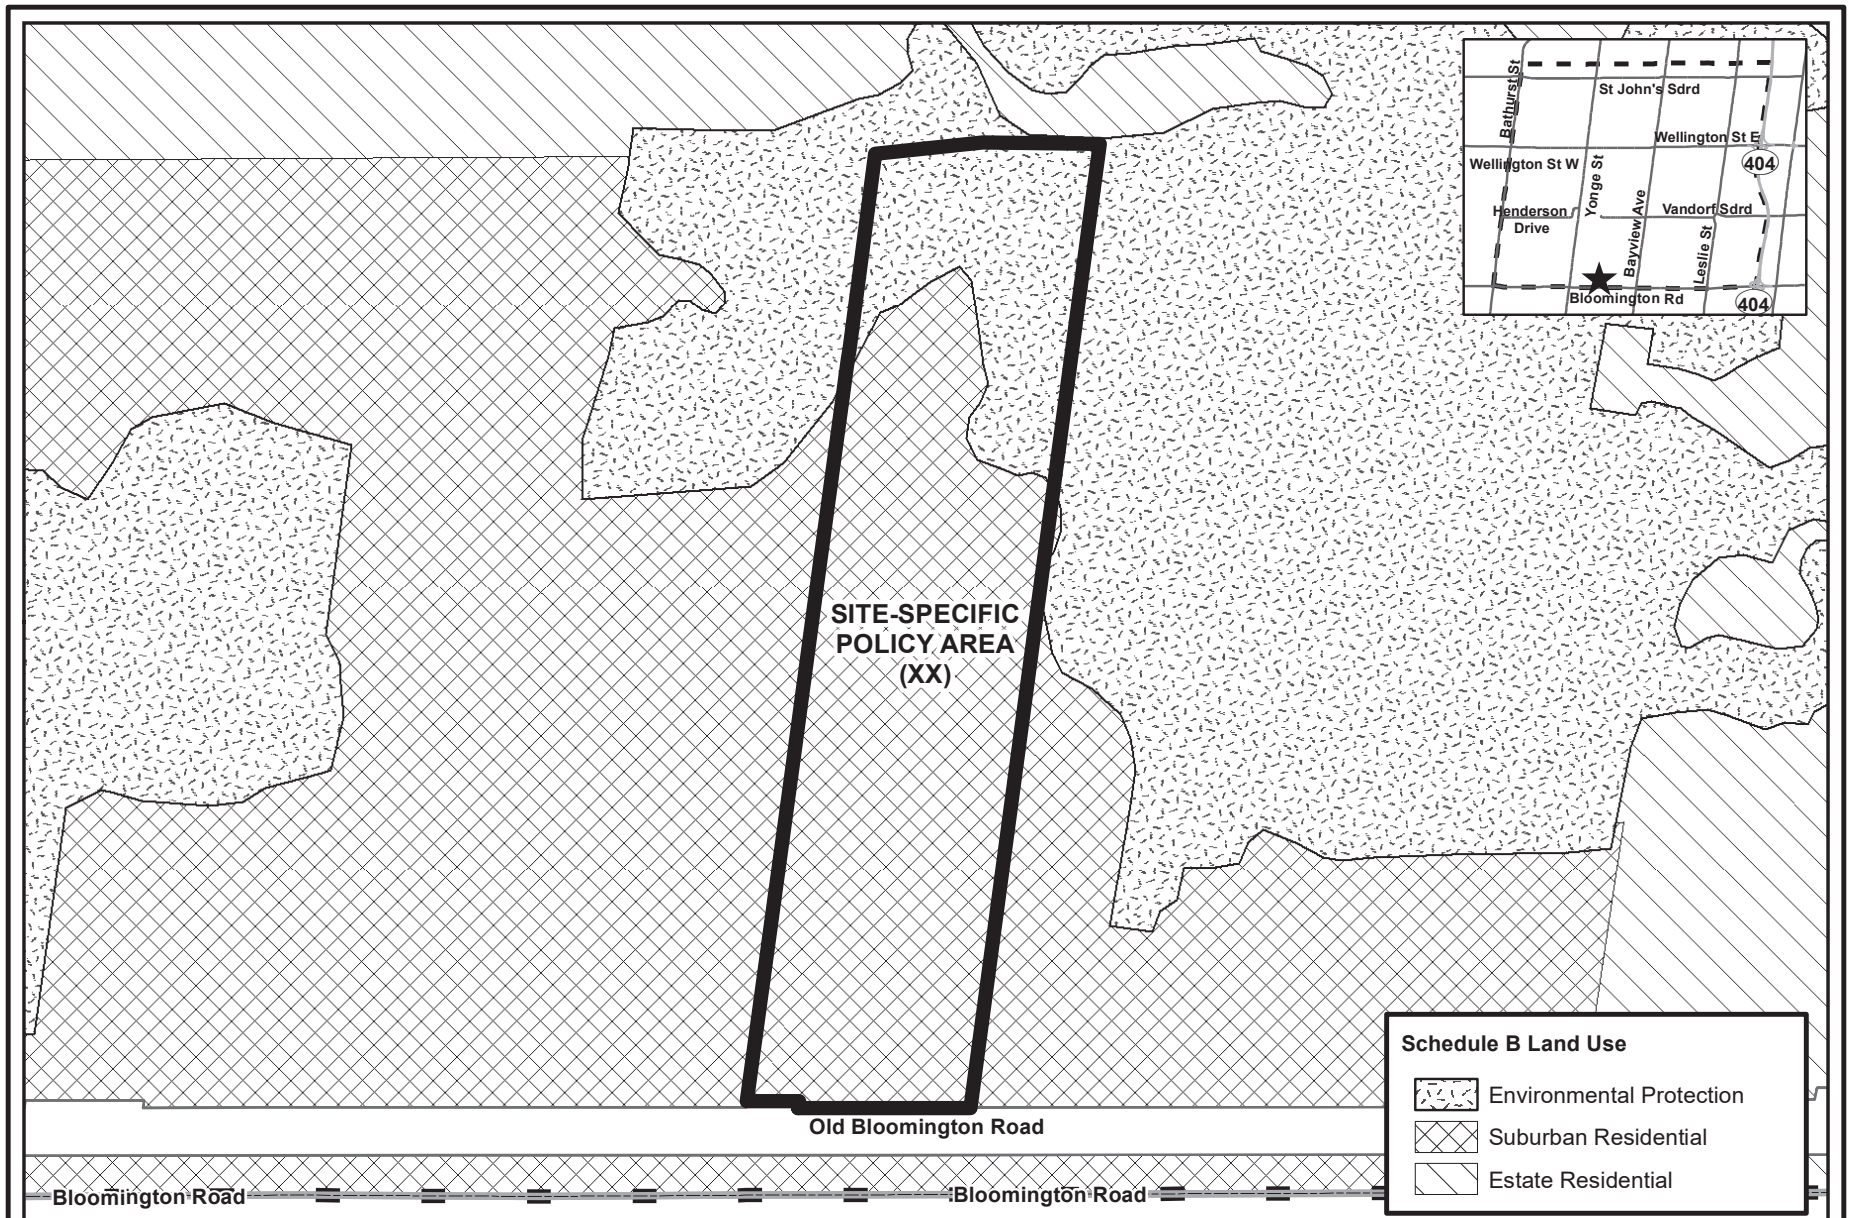 Bathurst St
St John's Sdrd
Wellington St E
404
Wellington St W
Yonge St
Bayview Ave
Henderson
Drive
Vandorf Sdrd
Leslie St
Bloomington Rd
404
SITE-SPECIFIC
POLICY AREA
(XX)
Old Bloomington Road
Bloomington Road
Bloomington Road
Schedule B Land Use
Environmental Protection
Suburban Residential
Estate Residential